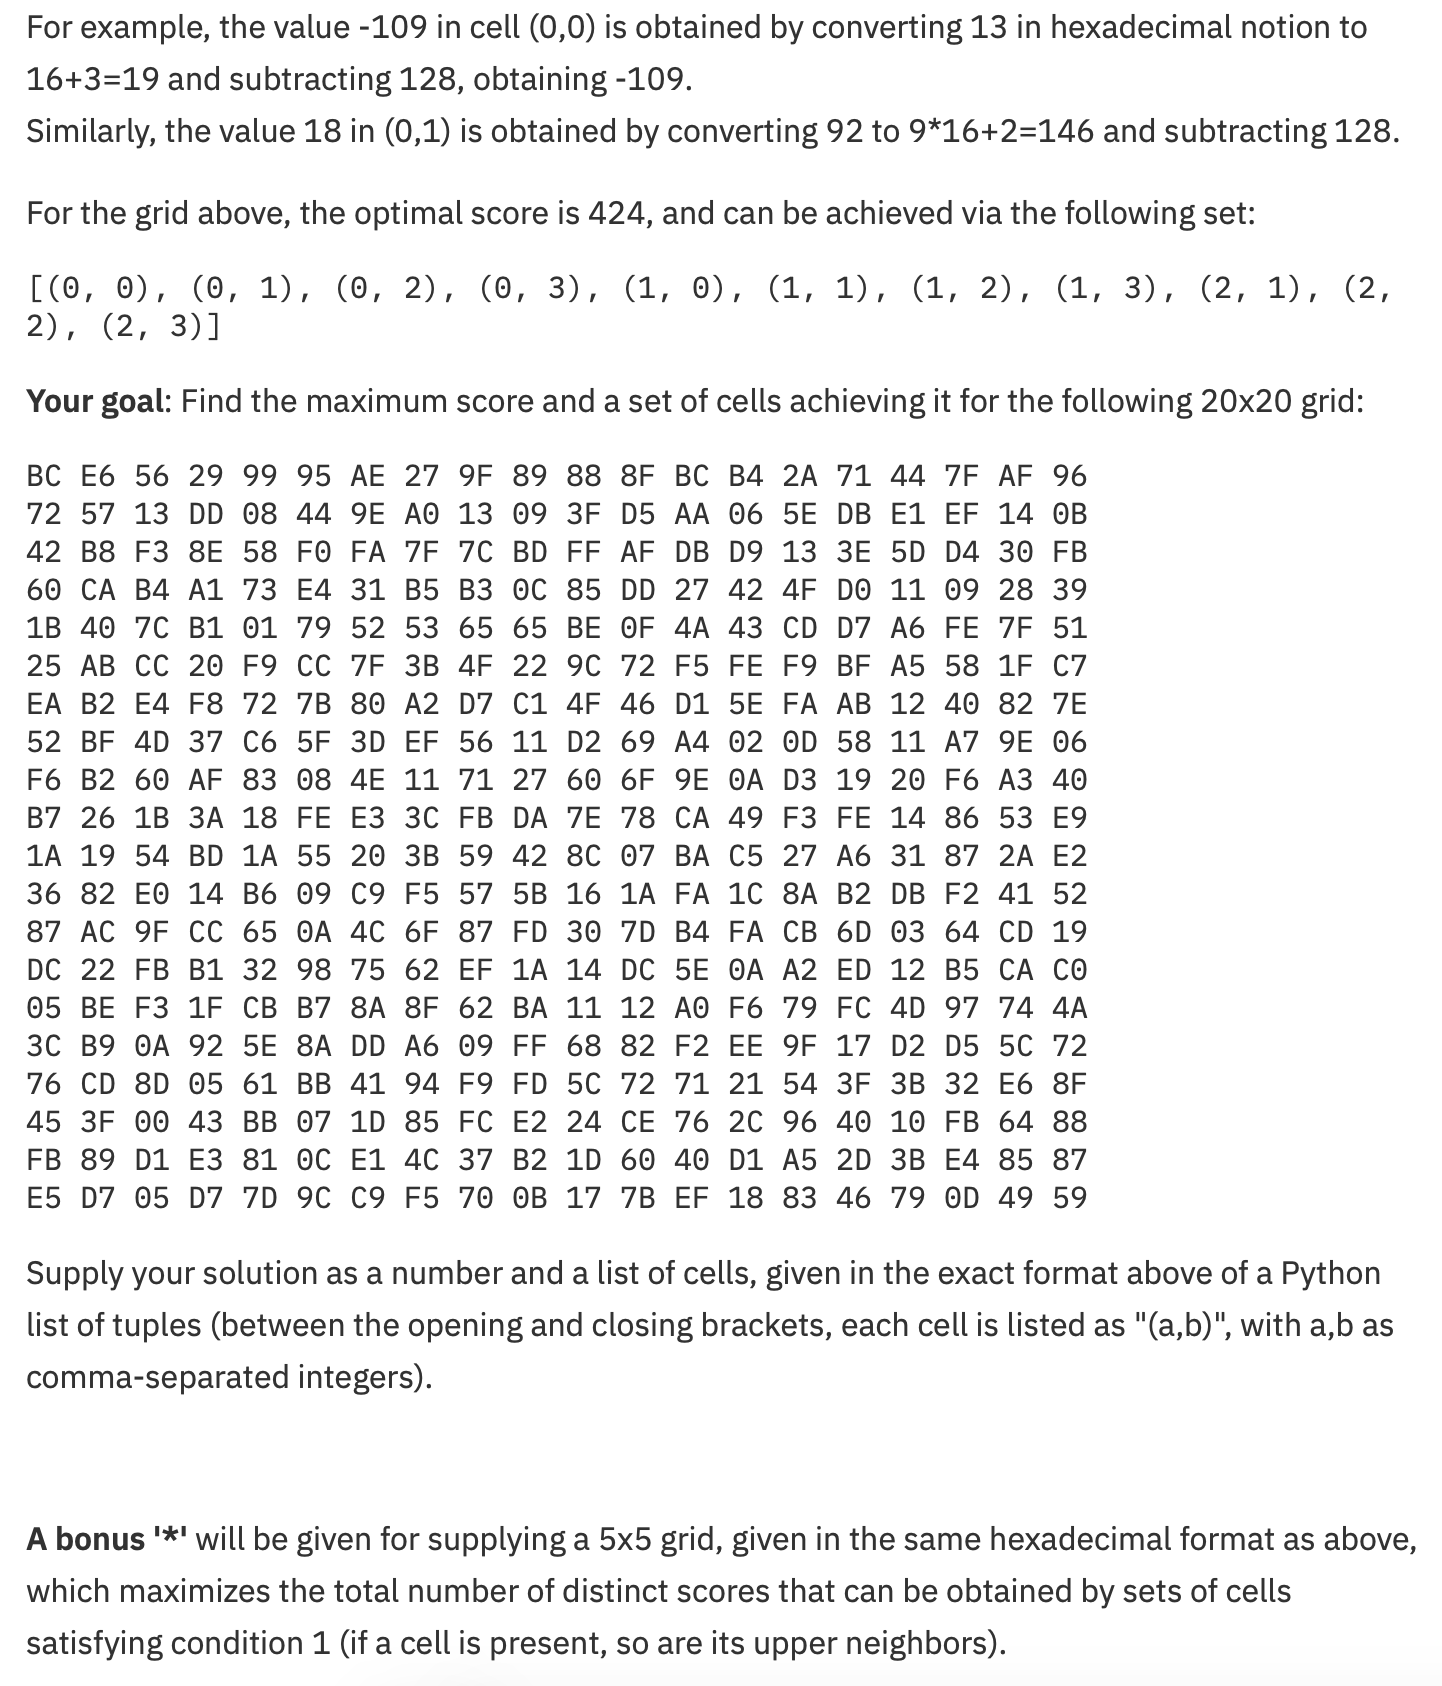 For example, the value -109 in cell (0,0) is obtained by converting 13 in hexadecimal notion to
16+3=19 and subtracting 128, obtaining -109.
Similarly, the value 18 in (0,1) is obtained by converting 92 to 9*16+2=146 and subtracting 128.
For the grid above, the optimal score is 424, and can be achieved via the following set:
[(0, 0), (0, 1), (0, 2), (0, 3), (1, 0), (1, 1), (1, 2), (1, 3), (2, 1), (2,
2), (2, 3)]
Your goal: Find the maximum score and a set of cells achieving it for the following 20x20 grid:
BC E6 56 29 99 95 AE 27 9F 89 88 8F BC B4 2A 71 44 7F AF 96
72 57 13 DD 08 44 9E A0 13 09 3F D5 AA 06 5E DB E1 EF 14 0B
42 B8 F3 8E 58 F0 FA 7F 7C BD FF AF DB D9 13 3E 5D D4 30 FB
60 CA B4 A1 73 E4 31 B5 B3 0C 85 DD 27 42 4F D0 11 09 28 39
1B 40 7C B1 01 79 52 53 65 65 BE 0F 4A 43 CD D7 A6 FE 7F 51
25 AB CC 20 F9 CC 7F 3B 4F 22 9C 72 F5 FE F9 BF A5 58 1F C7
EA B2 E4 F8 72 7B 80 A2 D7 C1 4F 46 D1 5E FA AB 12 40 82 7E
52 BF 4D 37 C6 5F 3D EF 56 11 D2 69 A4 02 0D 58 11 A7 9E 06
F6 B2 60 AF 83 08 4E 11 71 27 60 6F 9E 0A D3 19 20 F6 A3 40
B7 26 1B 3A 18 FE E3 3C FB DA 7E 78 CA 49 F3 FE 14 86 53 E9
1A 19 54 BD 1A 55 20 3B 59 42 8C 07 BA C5 27 A6 31 87 2A E2
36 82 E0 14 B6 09 C9 F5 57 5B 16 1A FA 1C 8A B2 DB F2 41 52
87 AC 9F CC 65 0A 4C 6F 87 FD 30 7D B4 FA CB 6D 03 64 CD 19
DC 22 FB B1 32 98 75 62 EF 1A 14 DC 5E 0A A2 ED 12 B5 CA C0
05 BE F3 1F CB B7 8A 8F 62 BA 11 12 A0 F6 79 FC 4D 97 74 4A
3C B9 0A 92 5E 8A DD A6 09 FF 68 82 F2 EE 9F 17 D2 D5 5C 72
76 CD 8D 05 61 BB 41 94 F9 FD 5C 72 71 21 54 3F 3B 32 E6 8F
45 3F 00 43 BB 07 1D 85 FC E2 24 CE 76 2C 96 40 10 FB 64 88
FB 89 D1 E3 81 0C E1 4C 37 B2 1D 60 40 D1 A5 2D 3B E4 85 87
E5 D7 05 D7 7D 9C C9 F5 70 0B 17 7B EF 18 83 46 79 0D 49 59
Supply your solution as a number and a list of cells, given in the exact format above of a Python
list of tuples (between the opening and closing brackets, each cell is listed as "(a,b)", with a,b as
comma-separated integers).
A bonus '*' will be given for supplying a 5x5 grid, given in the same hexadecimal format as above,
which maximizes the total number of distinct scores that can be obtained by sets of cells
satisfying condition 1 (if a cell is present, so are its upper neighbors).